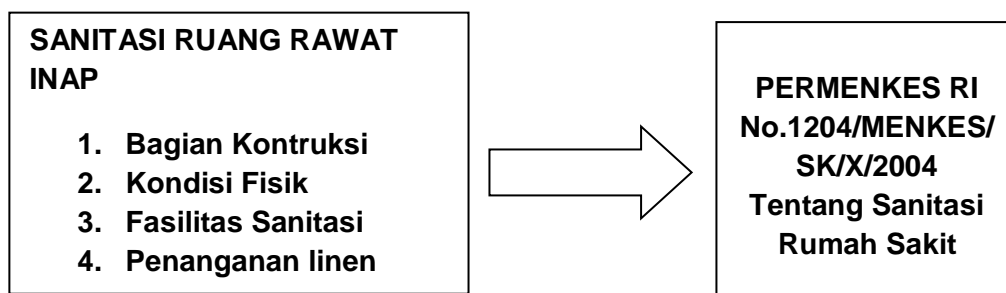 SANITASI RUANG RAWAT
INAP
1. Bagian Kontruksi
2. Kondisi Fisik
3. Fasilitas Sanitasi
4. Penanganan linen
PERMENKES RI
No.1204/MENKES/
SK/X/2004
Tentang Sanitasi
Rumah Sakit